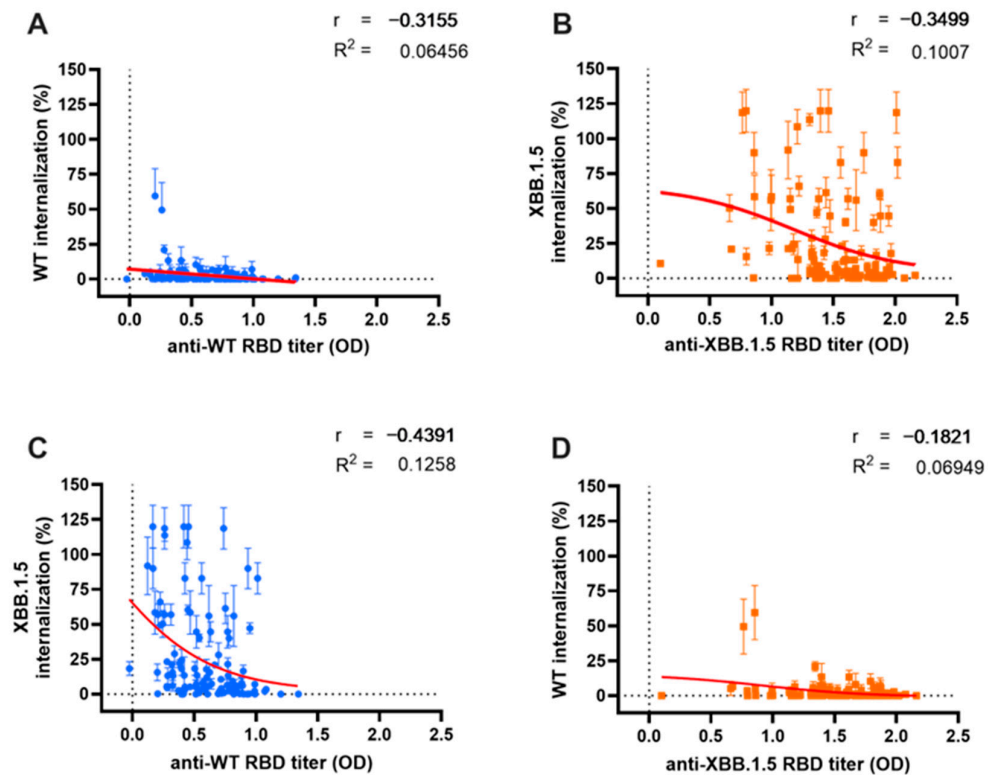 A
r = −0.3155
R² = 0.06456
150
125
100
75
50
25
0
WT internalization (%)
0.0 0.5 1.0 1.5 2.0 2.5
anti-WT RBD titer (OD)
B
r = −0.3499
R² = 0.1007
150
125
100
75
50
25
0
XBB.1.5
internalization (%)
0.0 0.5 1.0 1.5 2.0 2.5
anti-XBB.1.5 RBD titer (OD)
C
r = −0.4391
R² = 0.1258
150
125
100
75
50
25
0
XBB.1.5
internalization (%)
0.0 0.5 1.0 1.5 2.0 2.5
anti-WT RBD titer (OD)
D
r = −0.1821
R² = 0.06949
150
125
100
75
50
25
0
WT internalization (%)
0.0 0.5 1.0 1.5 2.0 2.5
anti-XBB.1.5 RBD titer (OD)